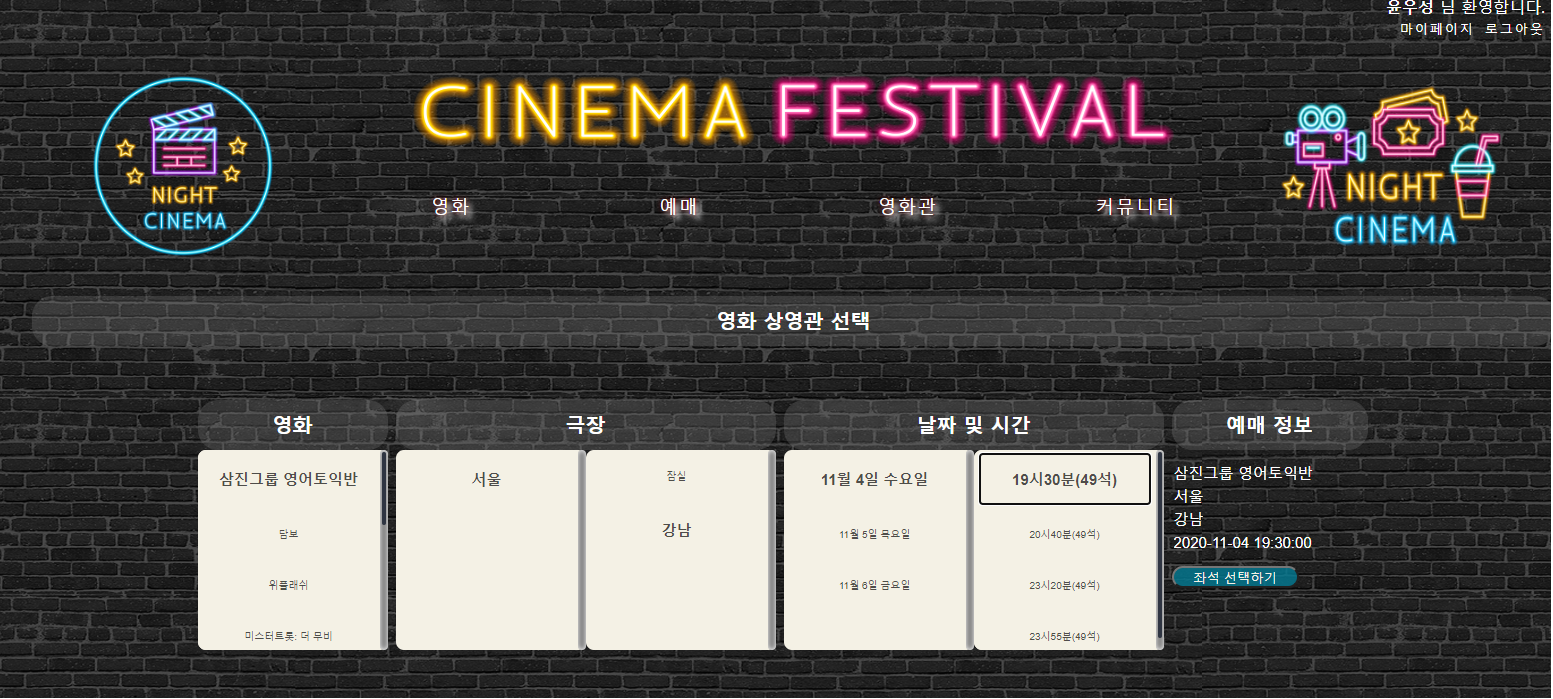 윤우성 님 환영합니다.
마이페이지 로그아웃
CINEMA FESTIVAL
NIGHT
CINEMA
NIGHT
CINEMA
영화 예매 영화관 커뮤니티
영화 상영관 선택
영화 극장 날짜 및 시간 예매 정보
삼진그룹 영어토익반
담보
위플래쉬
미스터트롯: 더 무비
서울
잠실
강남
11월 4일 수요일
11월 5일 목요일
11월 6일 금요일
19시30분(49석)
20시40분(49석)
23시20분(49석)
23시55분(49석)
삼진그룹 영어토익반
서울
강남
2020-11-04 19:30:00
좌석 선택하기